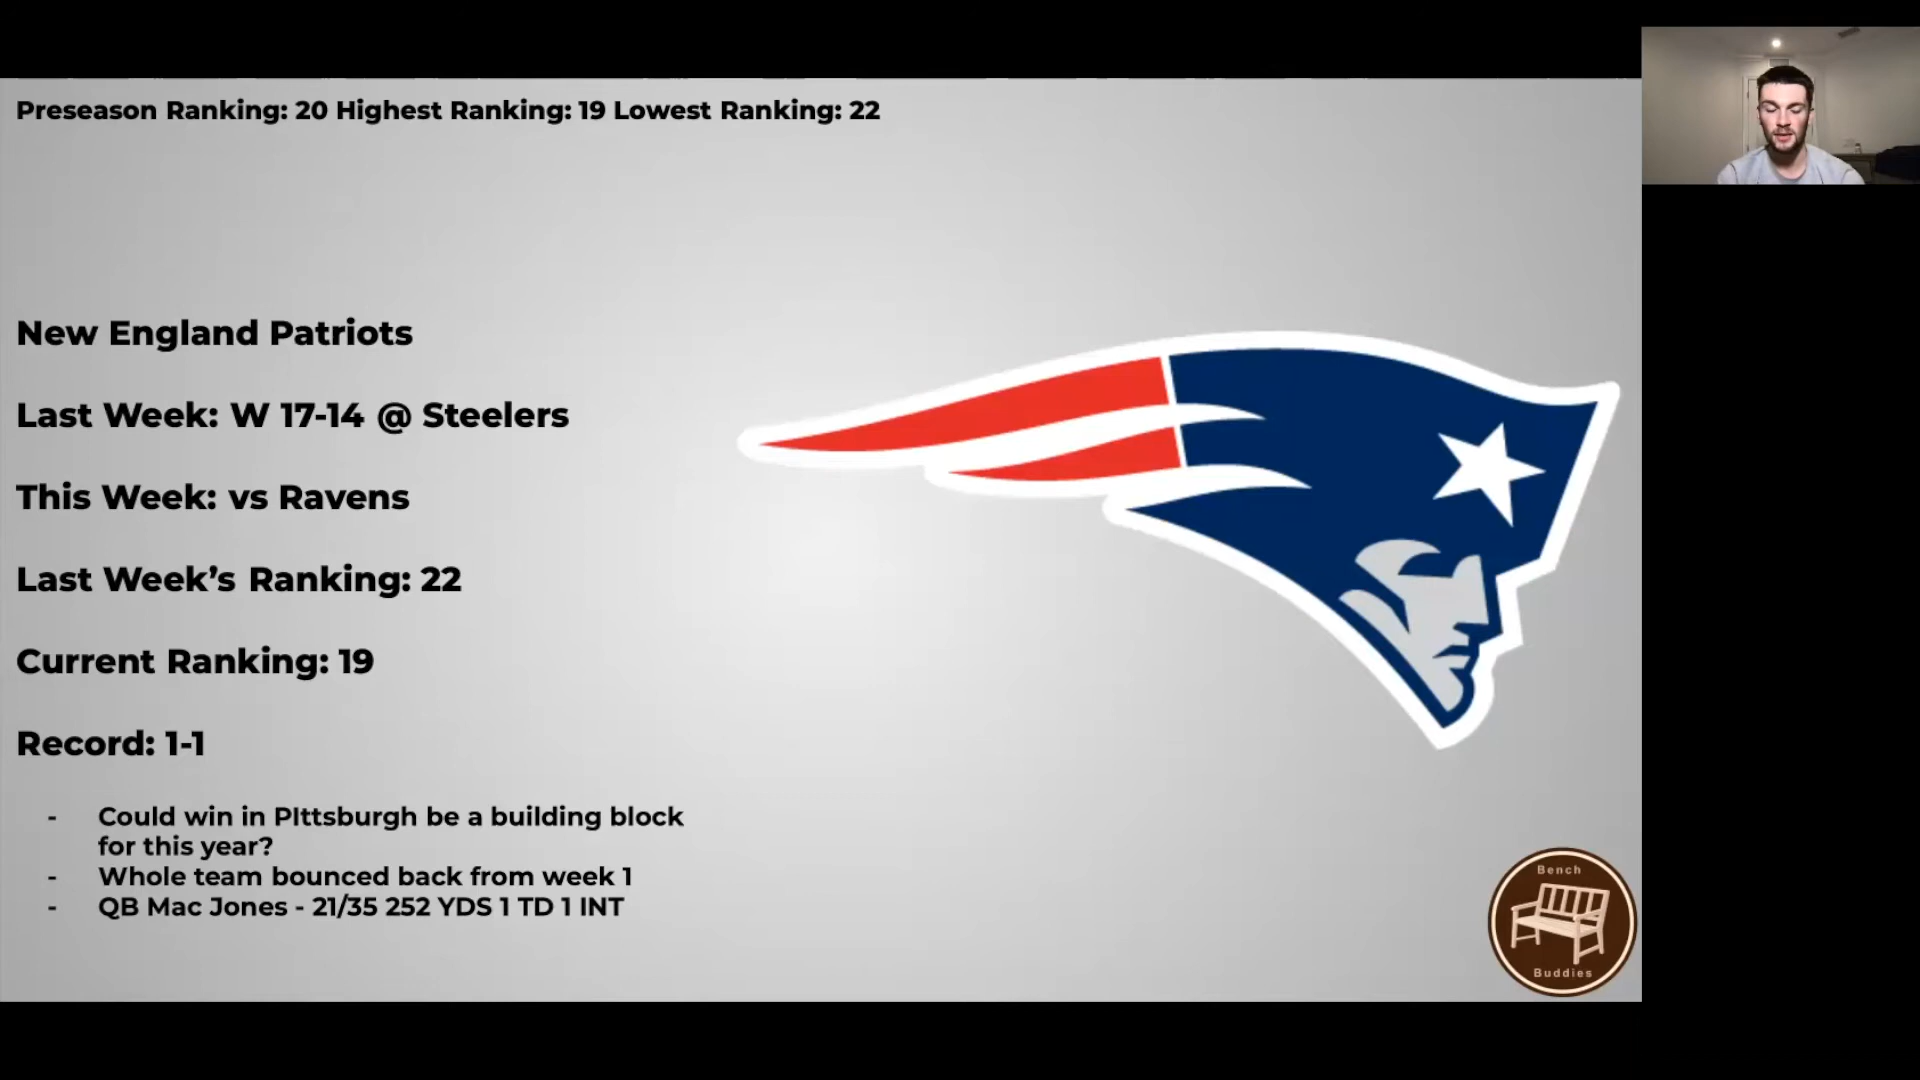 Preseason Ranking: 20 Highest Ranking: 19 Lowest Ranking: 22
New England Patriots
Last Week: W 17-14 @ Steelers
This Week: vs Ravens
Last Week’s Ranking: 22
Current Ranking: 19
Record: 1-1
- Could win in PIttsburgh be a building block
for this year?
- Whole team bounced back from week 1
- QB Mac Jones - 21/35 252 YDS 1 TD 1 INT
Bench
Buddies